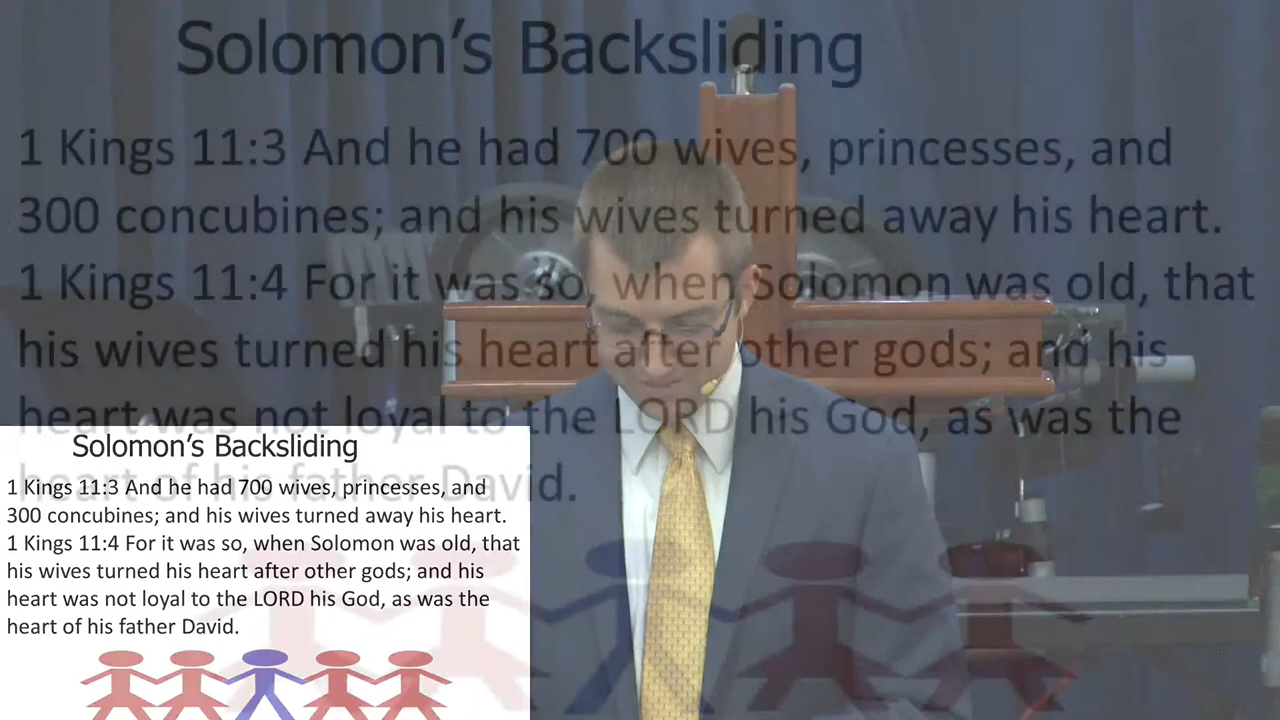 Solomon's Backsliding
1 Kings 11:3 And he had 700 wives, princesses, and
300 concubines; and his wives turned away his heart.
1 Kings 11:4 For it was so, when Solomon was old, that
his wives turned his heart after other gods; and his
heart was not loyal to the LORD his God, as was the
heart of his father David.
Solomon's Backsliding
1 Kings 11:3 And he had 700 wives, princesses, and
300 concubines; and his wives turned away his heart.
1 Kings 11:4 For it was so, when Solomon was old, that
his wives turned his heart after other gods; and his
heart was not loyal to the LORD his God, as was the
heart of his father David.